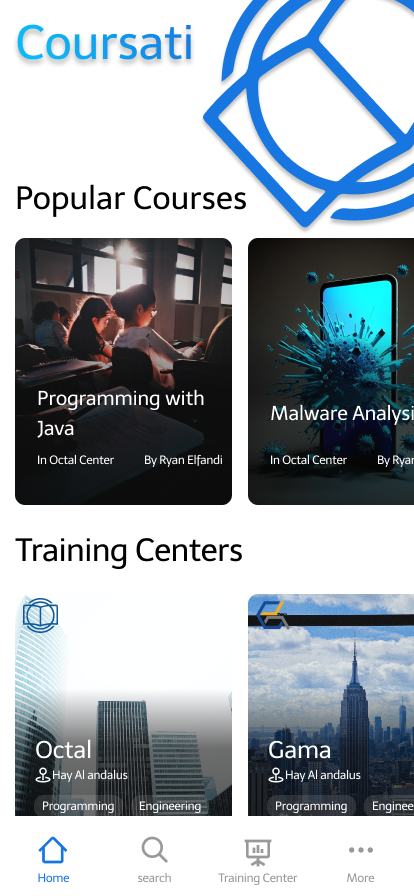 Coursati
Popular Courses
Programming with
Java
In Octal Center By Ryan Elfandi
Malware Analysi
In Octal Center By Ryan
Training Centers
Octal
Hay Al andalus
Programming Engineering
Gama
Hay Al andalus
Programming Enginee
Home search Training Center More